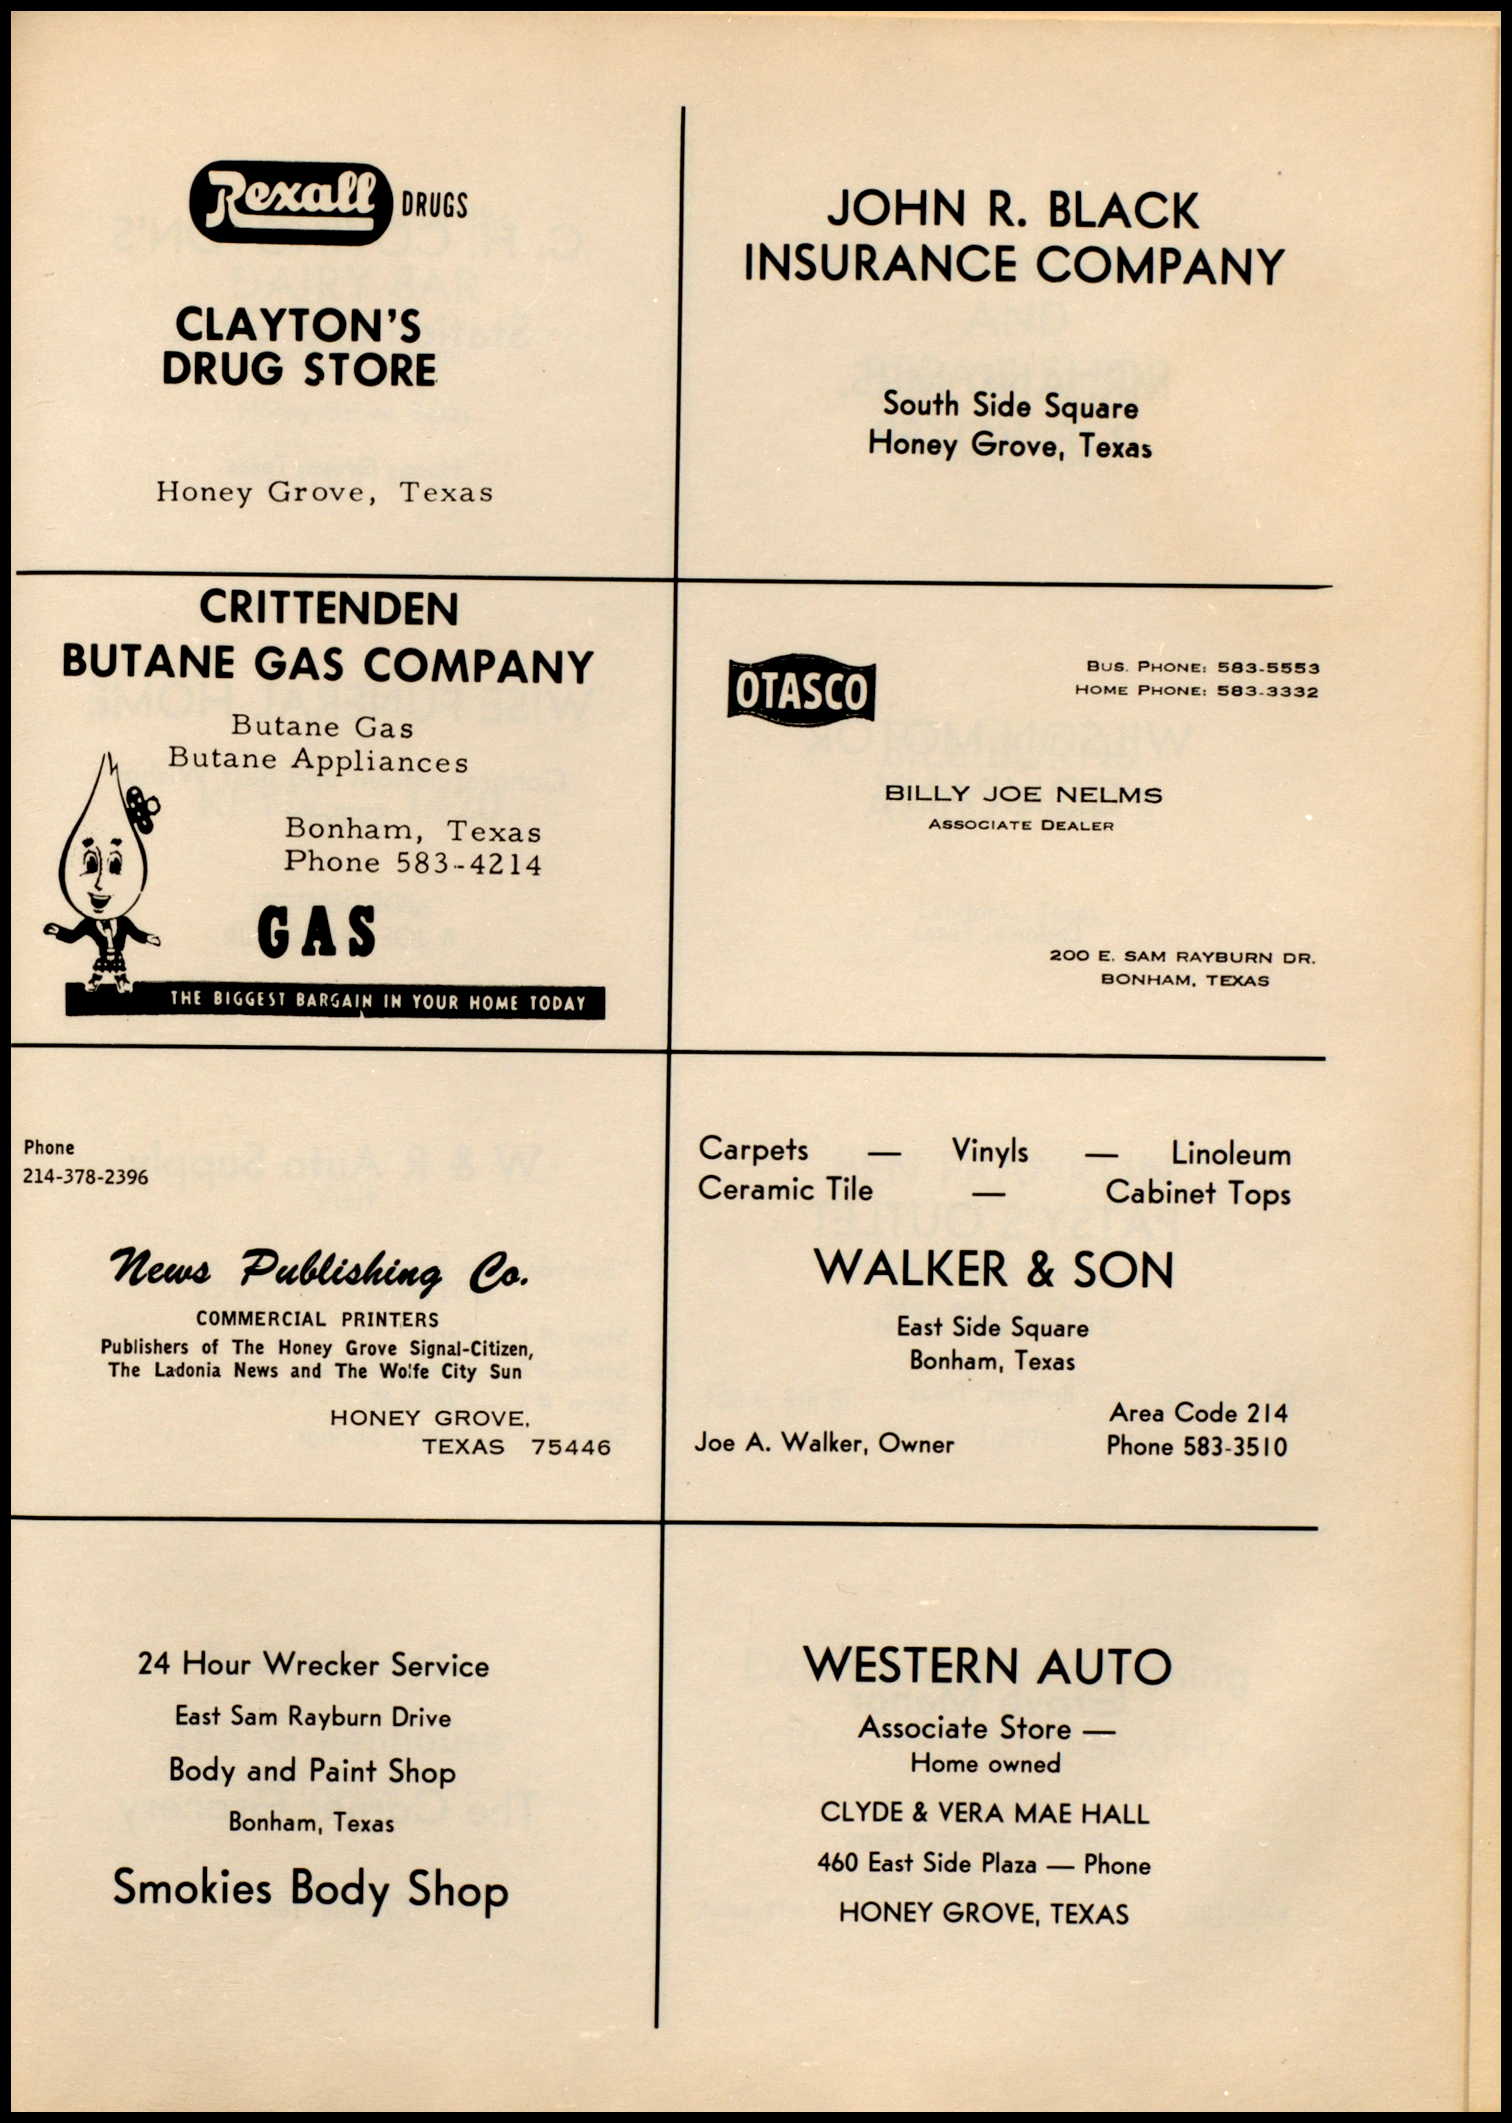 Rexall DRUGS
CLAYTON'S
DRUG STORE
Honey Grove, Texas
JOHN R. BLACK
INSURANCE COMPANY
South Side Square
Honey Grove, Texas
CRITTENDEN
BUTANE GAS COMPANY
Butane Gas
Butane Appliances
Bonham, Texas
Phone 583-4214
GAS
THE BIGGEST BARGAIN IN YOUR HOME TODAY
OTASCO
BUS. PHONE: 583-5553
HOME PHONE: 583-3332
BILLY JOE NELMS
ASSOCIATE DEALER
200 E. SAM RAYBURN DR.
BONHAM, TEXAS
Phone
214-378-2396
News Publishing Co.
COMMERCIAL PRINTERS
Publishers of The Honey Grove Signal-Citizen,
The Ladonia News and The Wolfe City Sun
HONEY GROVE,
TEXAS 75446
Carpets — Vinyls — Linoleum
Ceramic Tile — Cabinet Tops
WALKER & SON
East Side Square
Bonham, Texas
Area Code 214
Joe A. Walker, Owner Phone 583-3510
24 Hour Wrecker Service
East Sam Rayburn Drive
Body and Paint Shop
Bonham, Texas
Smokies Body Shop
WESTERN AUTO
Associate Store —
Home owned
CLYDE & VERA MAE HALL
460 East Side Plaza — Phone
HONEY GROVE, TEXAS